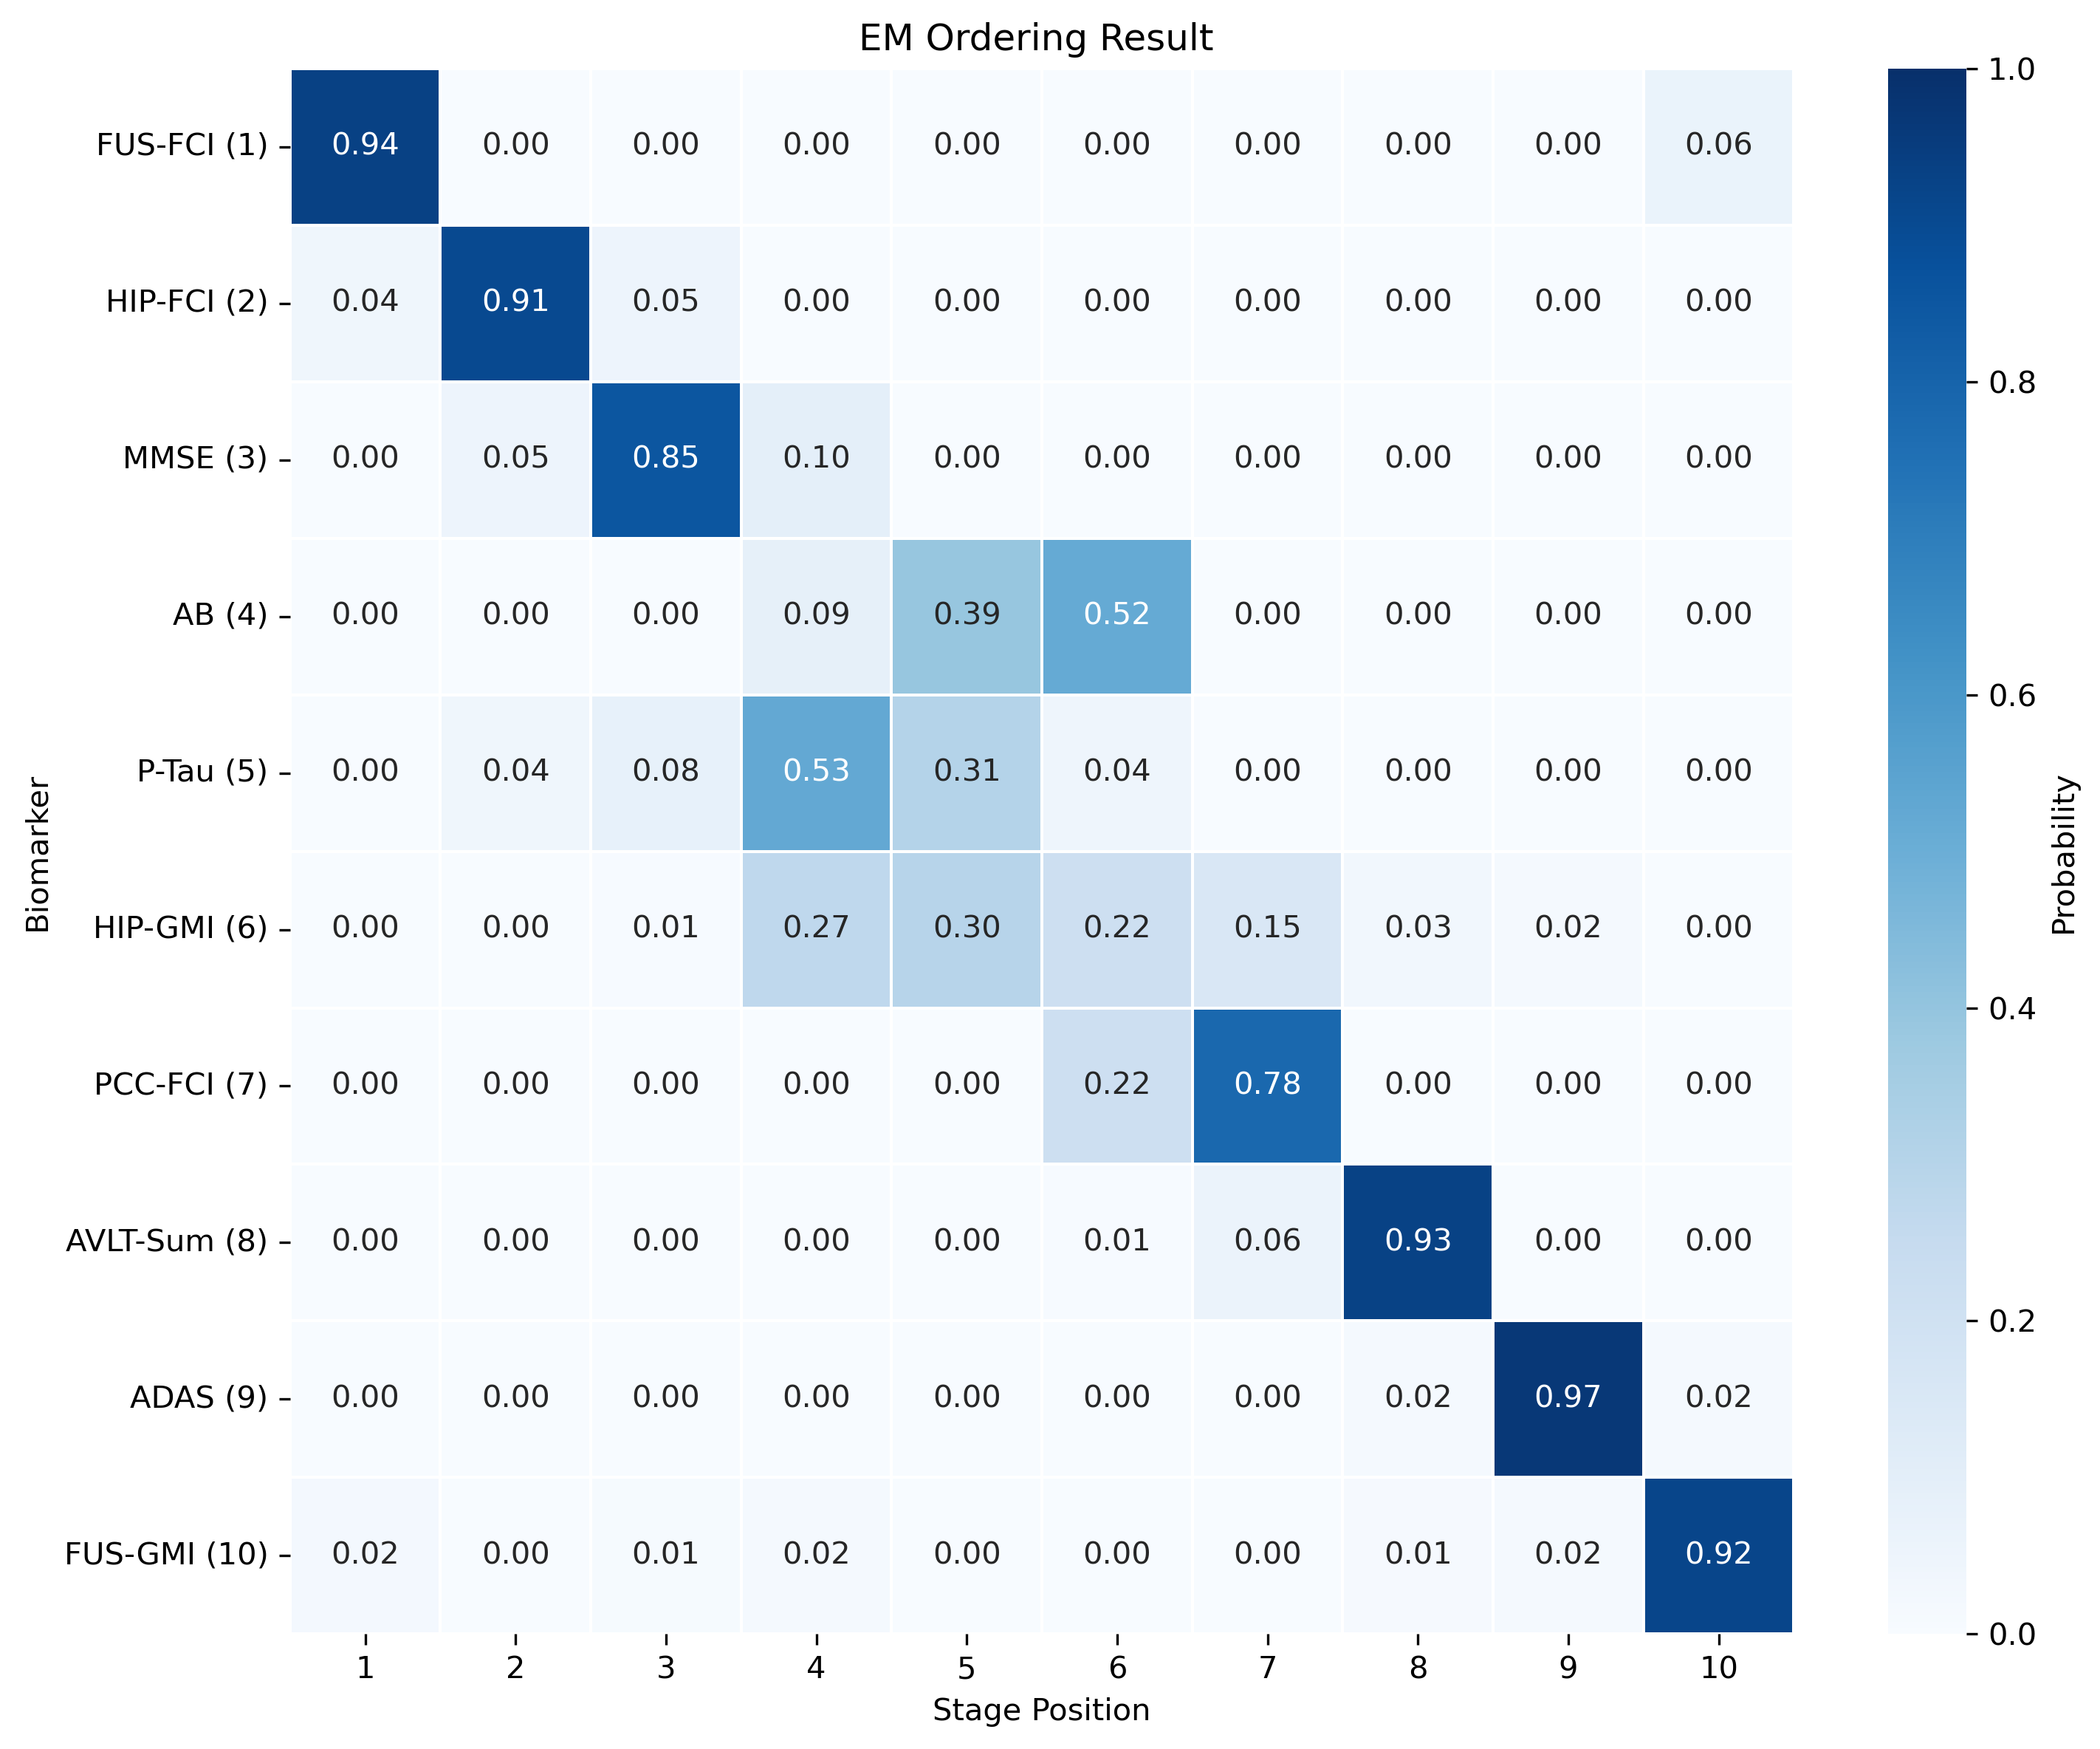 EM Ordering Result
FUS-FCI (1) 0.94 0.00 0.00 0.00 0.00 0.00 0.00 0.00 0.00 0.06
HIP-FCI (2) 0.04 0.91 0.05 0.00 0.00 0.00 0.00 0.00 0.00 0.00
MMSE (3) 0.00 0.05 0.85 0.10 0.00 0.00 0.00 0.00 0.00 0.00
AB (4) 0.00 0.00 0.00 0.09 0.39 0.52 0.00 0.00 0.00 0.00
P-Tau (5) 0.00 0.04 0.08 0.53 0.31 0.04 0.00 0.00 0.00 0.00
HIP-GMI (6) 0.00 0.00 0.01 0.27 0.30 0.22 0.15 0.03 0.02 0.00
PCC-FCI (7) 0.00 0.00 0.00 0.00 0.00 0.22 0.78 0.00 0.00 0.00
AVLT-Sum (8) 0.00 0.00 0.00 0.00 0.00 0.01 0.06 0.93 0.00 0.00
ADAS (9) 0.00 0.00 0.00 0.00 0.00 0.00 0.00 0.02 0.97 0.02
FUS-GMI (10) 0.02 0.00 0.01 0.02 0.00 0.00 0.00 0.01 0.02 0.92
1 2 3 4 5 6 7 8 9 10
Stage Position
Biomarker
1.0
0.8
0.6
0.4
0.2
0.0
Probability